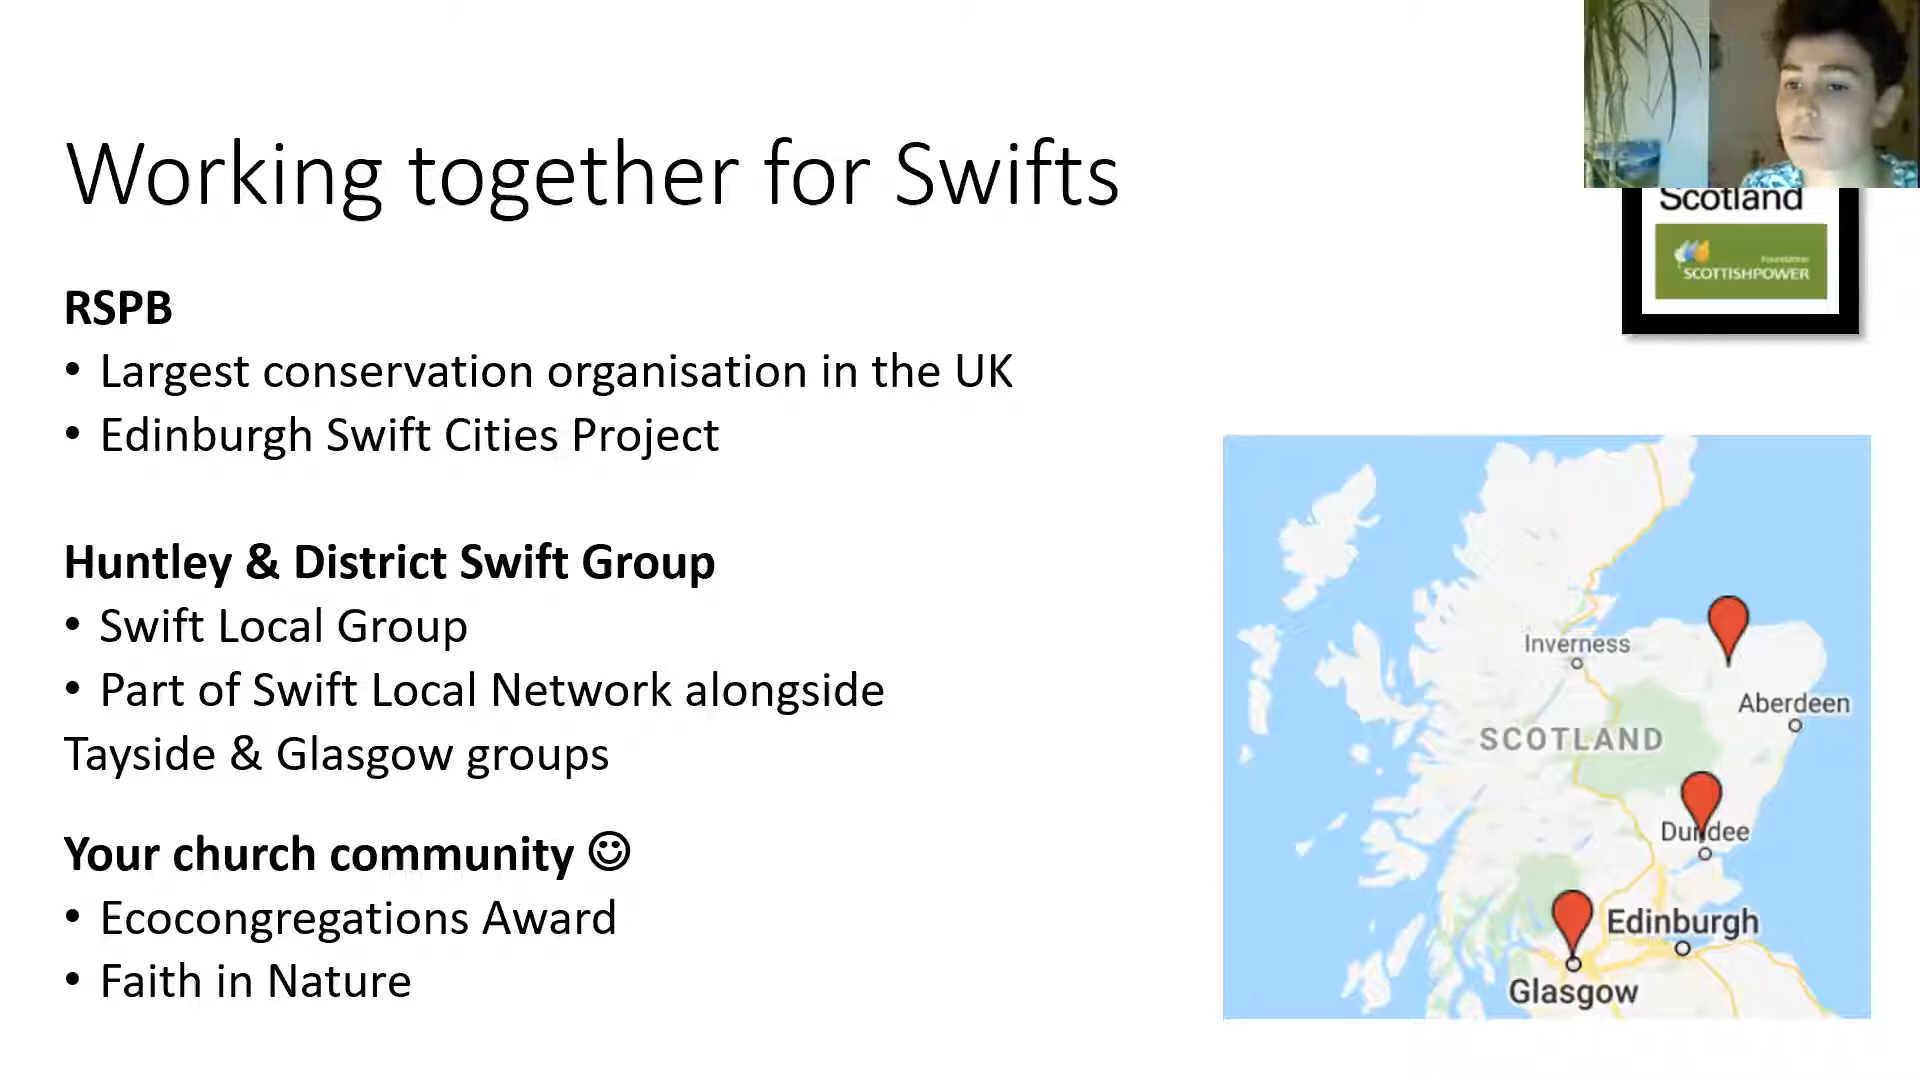 Working together for Swifts
RSPB
• Largest conservation organisation in the UK
• Edinburgh Swift Cities Project
Huntley & District Swift Group
• Swift Local Group
• Part of Swift Local Network alongside
Tayside & Glasgow groups
Your church community ☺
• Ecocongregations Award
• Faith in Nature
Scotland
Foundation
SCOTTISHPOWER
Inverness
Aberdeen
SCOTLAND
Dundee
Edinburgh
Glasgow